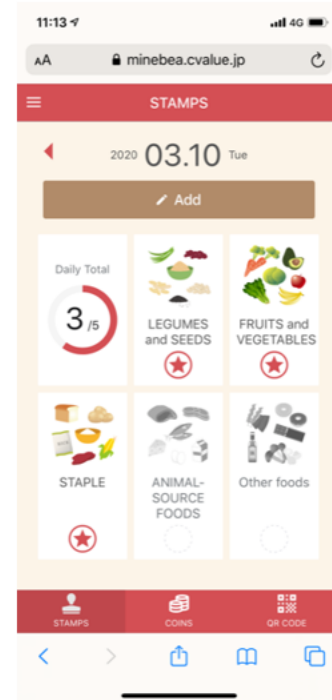 11:13
4G
AA
minebea.cvalue.jp
STAMPS
2020 03.10 Tue
Add
Daily Total
3 /5
LEGUMES
and SEEDS
FRUITS and
VEGETABLES
STAPLE
ANIMAL-
SOURCE
FOODS
Other foods
STAMPS
COINS
QR CODE